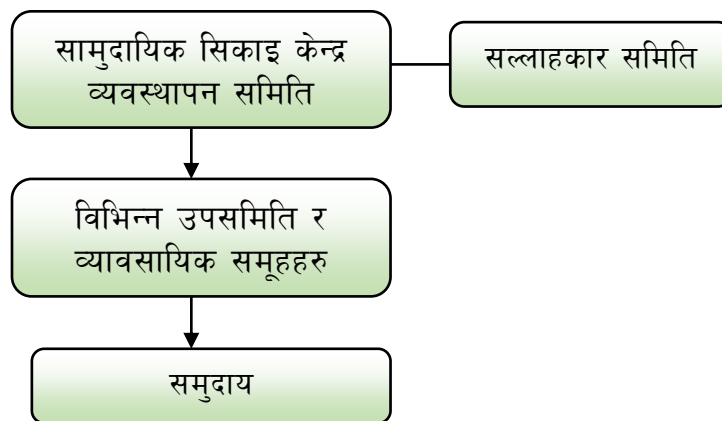 सामुदायिक सिकाइ केन्द्र
व्यवस्थापन समिति
सल्लाहकार समिति
विभिन्न उपसमिति र
व्यावसायिक समूहहरु
समुदाय